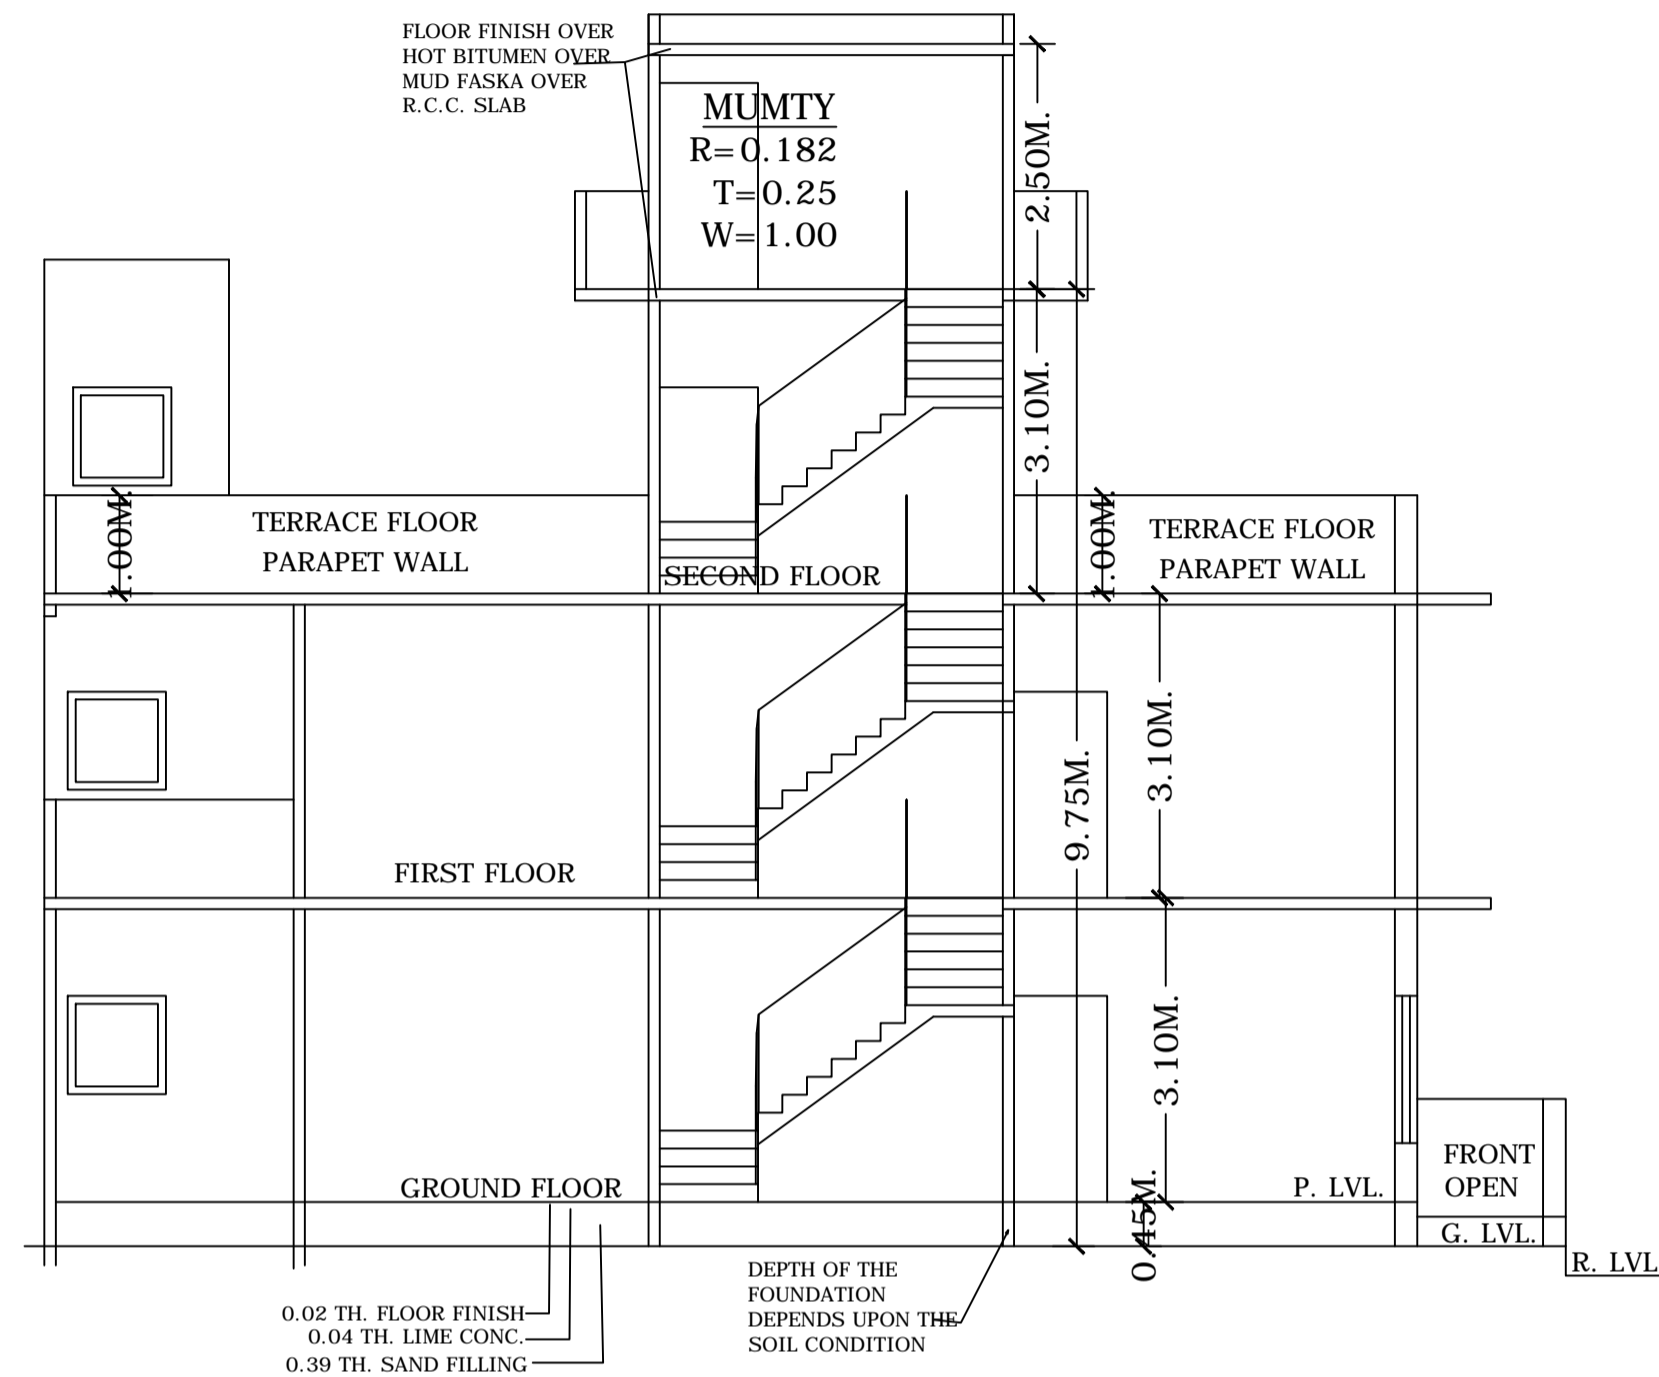 FLOOR FINISH OVER
HOT BITUMEN OVER
MUD FASKA OVER
R.C.C. SLAB
MUMTY
R=0.182
T=0.25
W=1.00
2.50M.
3.10M.
1.00M.
TERRACE FLOOR
PARAPET WALL
SECOND FLOOR
1.00M.
TERRACE FLOOR
PARAPET WALL
3.10M.
9.75M.
FIRST FLOOR
3.10M.
GROUND FLOOR
0.45M.
P. LVL.
FRONT
OPEN
G. LVL.
R. LVL
0.02 TH. FLOOR FINISH
0.04 TH. LIME CONC.
0.39 TH. SAND FILLING
DEPTH OF THE
FOUNDATION
DEPENDS UPON THE
SOIL CONDITION